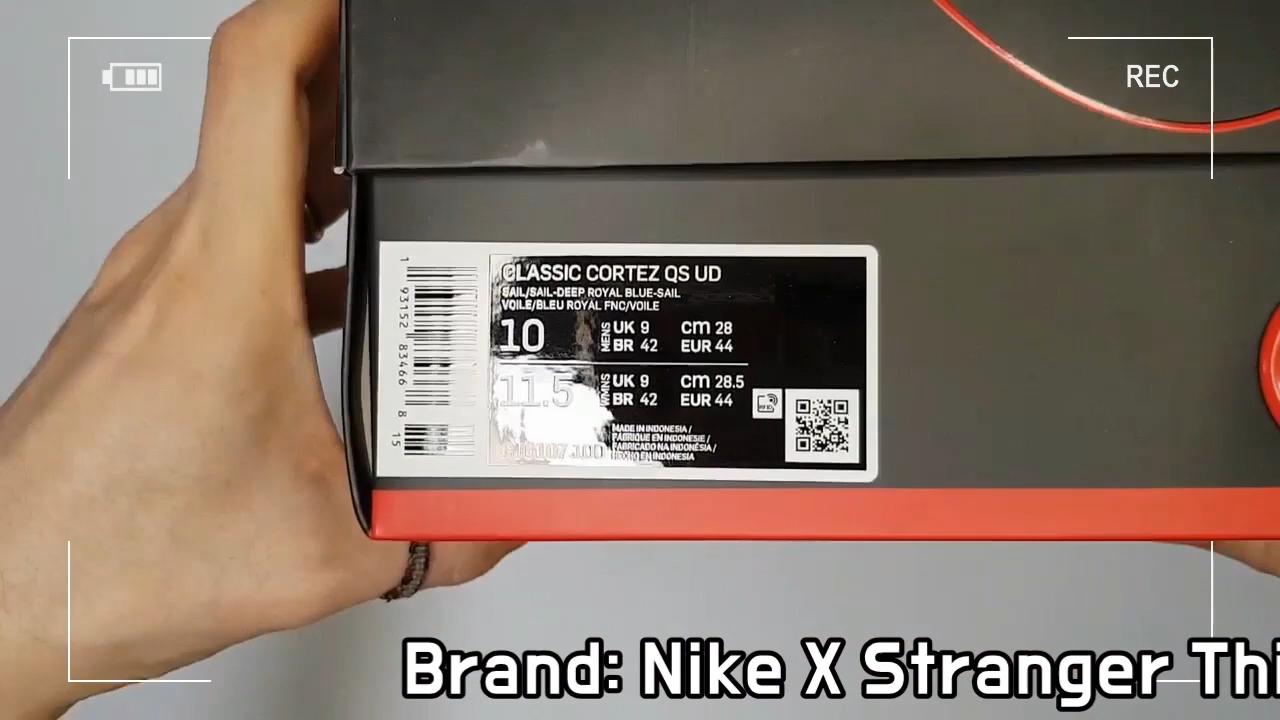 REC
CLASSIC CORTEZ QS UD
SAIL/SAIL-DEEP ROYAL BLUE-SAIL
VOILE/BLEU ROYAL FNC/VOILE
10 MENS UK 9 CM 28
BR 42 EUR 44
11.5 WMNS UK 9 CM 28.5
BR 42 EUR 44
MADE IN INDONESIA /
FABRIQUE EN INDONESIE /
FABRICADO NA INDONÉSIA /
HECHO EN INDONESIA
1 93152 83466 8 15
Brand: Nike X Stranger Thi